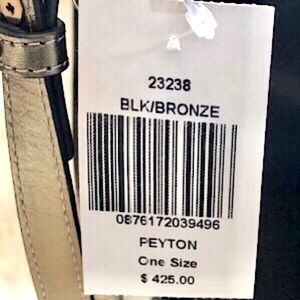 23238
BLK/BRONZE
0876172039496
PEYTON
One Size
$ 425.00